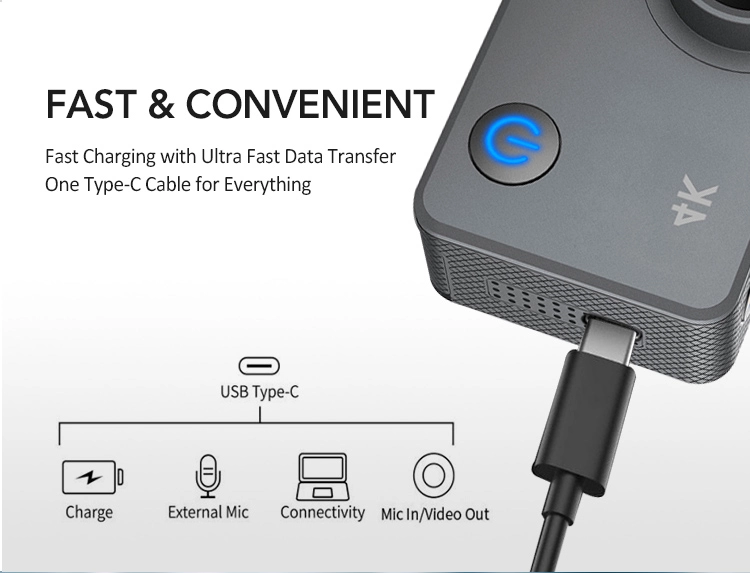 FAST & CONVENIENT
Fast Charging with Ultra Fast Data Transfer
One Type-C Cable for Everything
4K
USB Type-C
Charge
External Mic
Connectivity
Mic In/Video Out